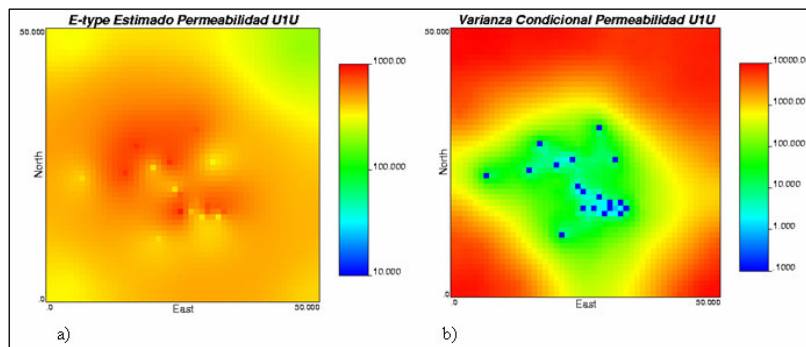 E-type Estimado Permeabilidad U1U
50.000
1000.00
North
100.000
10.000
.0
.0
East
50.000
a)
Varianza Condicional Permeabilidad U1U
50.000
10000.00
1000.00
North
100.000
10.000
1.000
.1000
.0
.0
East
50.000
b)